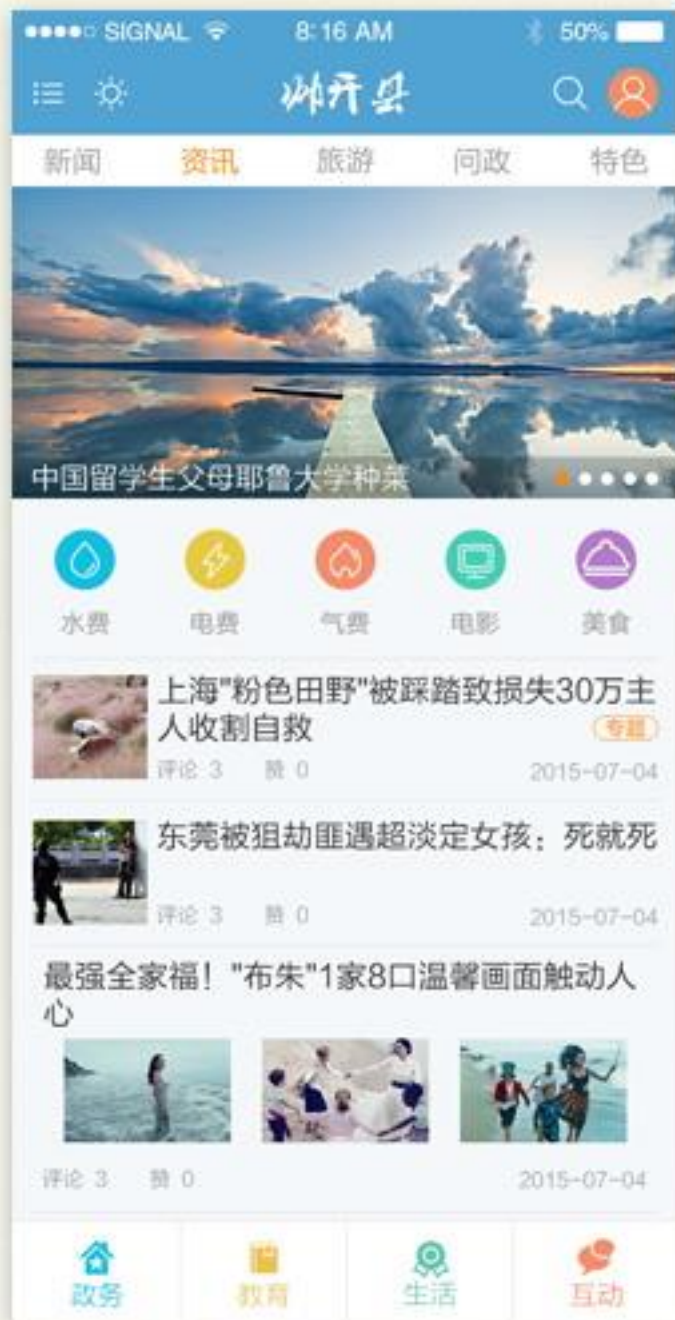 SIGNAL 8:16 AM 50%
新闻 资讯 旅游 问政 特色
中国留学生父母耶鲁大学种菜
水费 电费 气费 电影 美食
上海"粉色田野"被踩踏致损失30万主
人收割自救 专题
评论 3 赞 0 2015-07-04
东莞被狙劫匪遇超淡定女孩：死就死
评论 3 赞 0 2015-07-04
最强全家福！"布朱"1家8口温馨画面触动人
心
评论 3 赞 0 2015-07-04
政务 教育 生活 互动